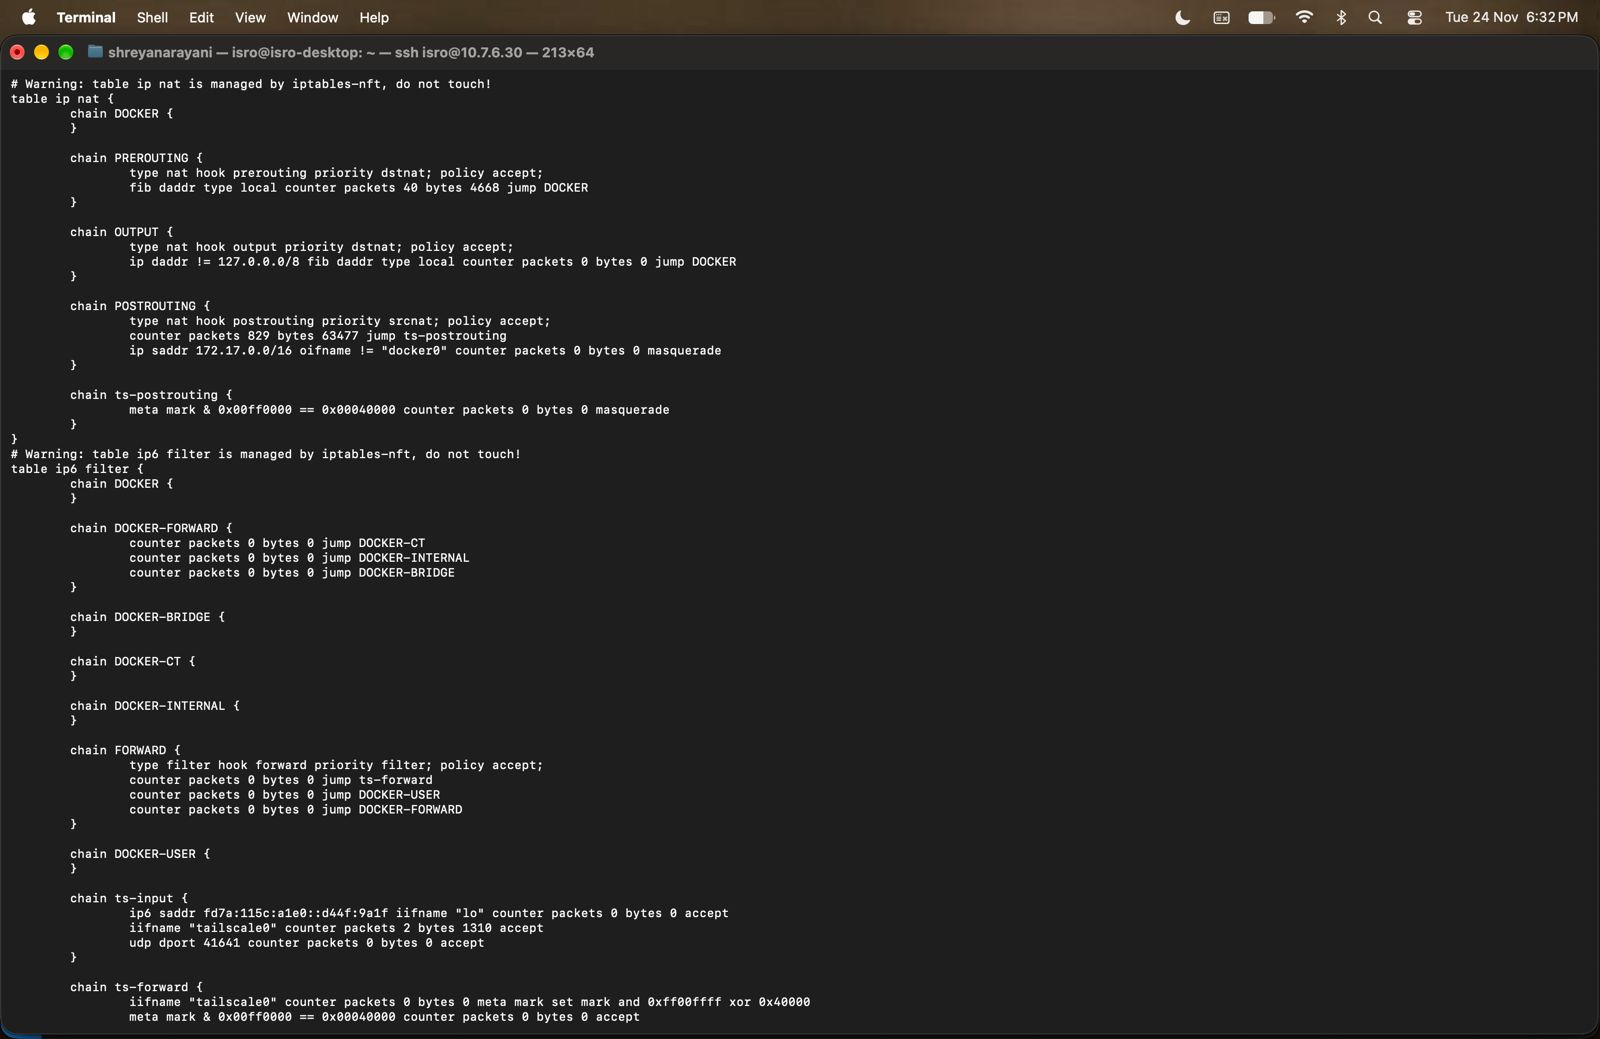 Terminal Shell Edit View Window Help Tue 24 Nov 6:32 PM
shreyanarayani — isro@isro-desktop: ~ — ssh isro@10.7.6.30 — 213×64
# Warning: table ip nat is managed by iptables-nft, do not touch!
table ip nat {
        chain DOCKER {
        }

        chain PREROUTING {
                type nat hook prerouting priority dstnat; policy accept;
                fib daddr type local counter packets 40 bytes 4668 jump DOCKER
        }

        chain OUTPUT {
                type nat hook output priority dstnat; policy accept;
                ip daddr != 127.0.0.0/8 fib daddr type local counter packets 0 bytes 0 jump DOCKER
        }

        chain POSTROUTING {
                type nat hook postrouting priority srcnat; policy accept;
                counter packets 829 bytes 63477 jump ts-postrouting
                ip saddr 172.17.0.0/16 oifname != "docker0" counter packets 0 bytes 0 masquerade
        }

        chain ts-postrouting {
                meta mark & 0x00ff0000 == 0x00040000 counter packets 0 bytes 0 masquerade
        }
}
# Warning: table ip6 filter is managed by iptables-nft, do not touch!
table ip6 filter {
        chain DOCKER {
        }

        chain DOCKER-FORWARD {
                counter packets 0 bytes 0 jump DOCKER-CT
                counter packets 0 bytes 0 jump DOCKER-INTERNAL
                counter packets 0 bytes 0 jump DOCKER-BRIDGE
        }

        chain DOCKER-BRIDGE {
        }

        chain DOCKER-CT {
        }

        chain DOCKER-INTERNAL {
        }

        chain FORWARD {
                type filter hook forward priority filter; policy accept;
                counter packets 0 bytes 0 jump ts-forward
                counter packets 0 bytes 0 jump DOCKER-USER
                counter packets 0 bytes 0 jump DOCKER-FORWARD
        }

        chain DOCKER-USER {
        }

        chain ts-input {
                ip6 saddr fd7a:115c:a1e0::d44f:9a1f iifname "lo" counter packets 0 bytes 0 accept
                iifname "tailscale0" counter packets 2 bytes 1310 accept
                udp dport 41641 counter packets 0 bytes 0 accept
        }

        chain ts-forward {
                iifname "tailscale0" counter packets 0 bytes 0 meta mark set mark and 0xff00ffff xor 0x40000
                meta mark & 0x00ff0000 == 0x00040000 counter packets 0 bytes 0 accept